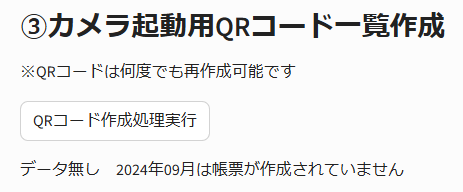 ③カメラ起動用QRコード一覧作成
※QRコードは何度でも再作成可能です
QRコード作成処理実行
データ無し　2024年09月は帳票が作成されていません